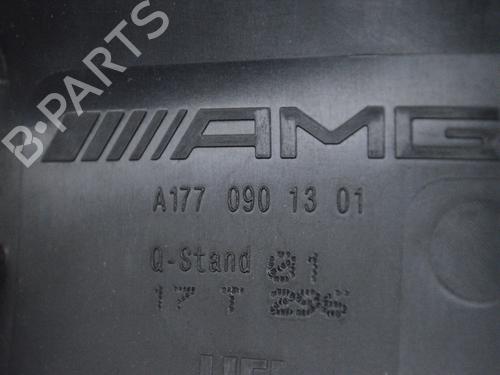 B-PARTS
AMG
A177 090 13 01
Q-Stand
17 T